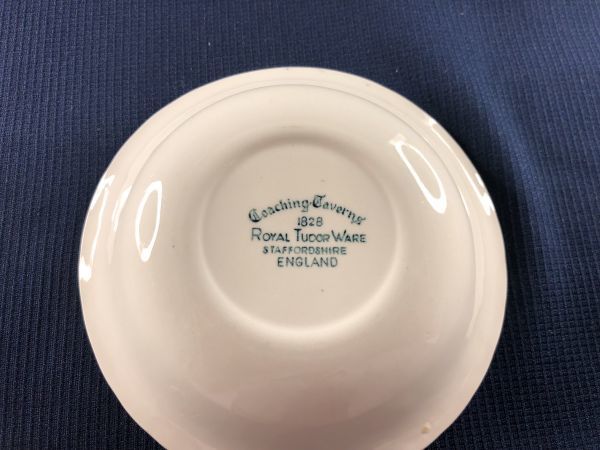 Coaching Taverns
1828
ROYAL TUDOR WARE
STAFFORDSHIRE
ENGLAND